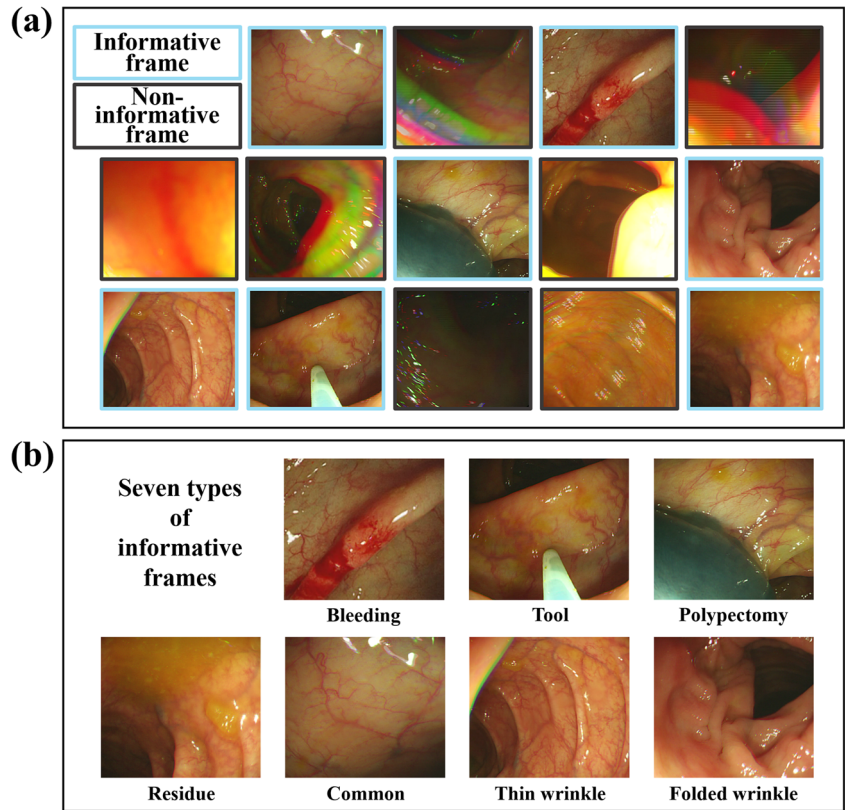 (a)
Informative
frame
Non-
informative
frame
(b)
Seven types
of
informative
frames
Bleeding
Tool
Polypectomy
Residue
Common
Thin wrinkle
Folded wrinkle